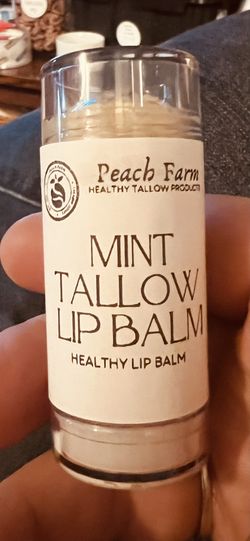 Peach Farm
HEALTHY TALLOW PRODUCTS
MINT
TALLOW
LIP BALM
HEALTHY LIP BALM